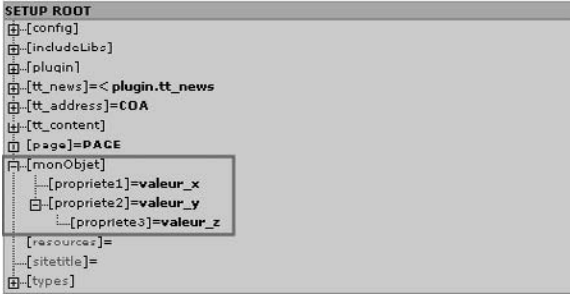 SETUP ROOT
[config]
[includeLibs]
[plugin]
[tt_news]=< plugin.tt_news
[tt_address]=COA
[tt_content]
[page]=PAGE
[monObjet]
[propriete1]=valeur_x
[propriete2]=valeur_y
[propriete3]=valeur_z
[resources]=
[sitetitle]=
[types]